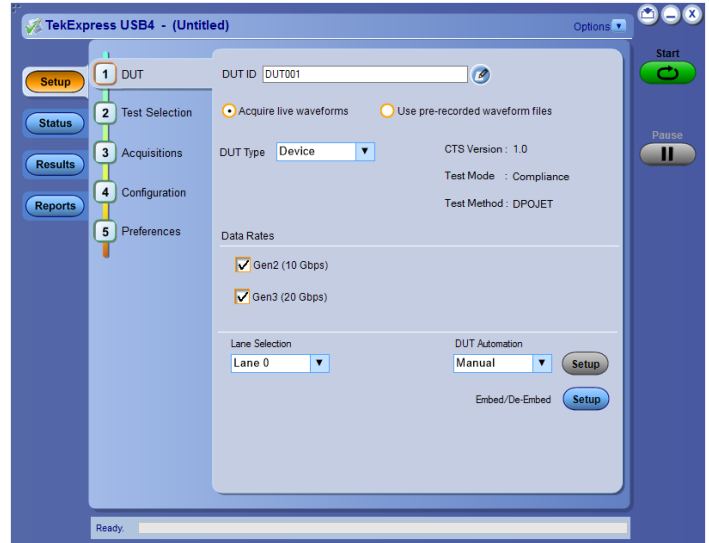 TekExpress USB4 - (Untitled)
Options
Start
Pause
Setup
Status
Results
Reports
1 DUT
2 Test Selection
3 Acquisitions
4 Configuration
5 Preferences
DUT ID DUT001
Acquire live waveforms Use pre-recorded waveform files
DUT Type Device
CTS Version : 1.0
Test Mode : Compliance
Test Method : DPOJET
Data Rates
Gen2 (10 Gbps)
Gen3 (20 Gbps)
Lane Selection
Lane 0
DUT Automation
Manual
Setup
Embed/De-Embed Setup
Ready.